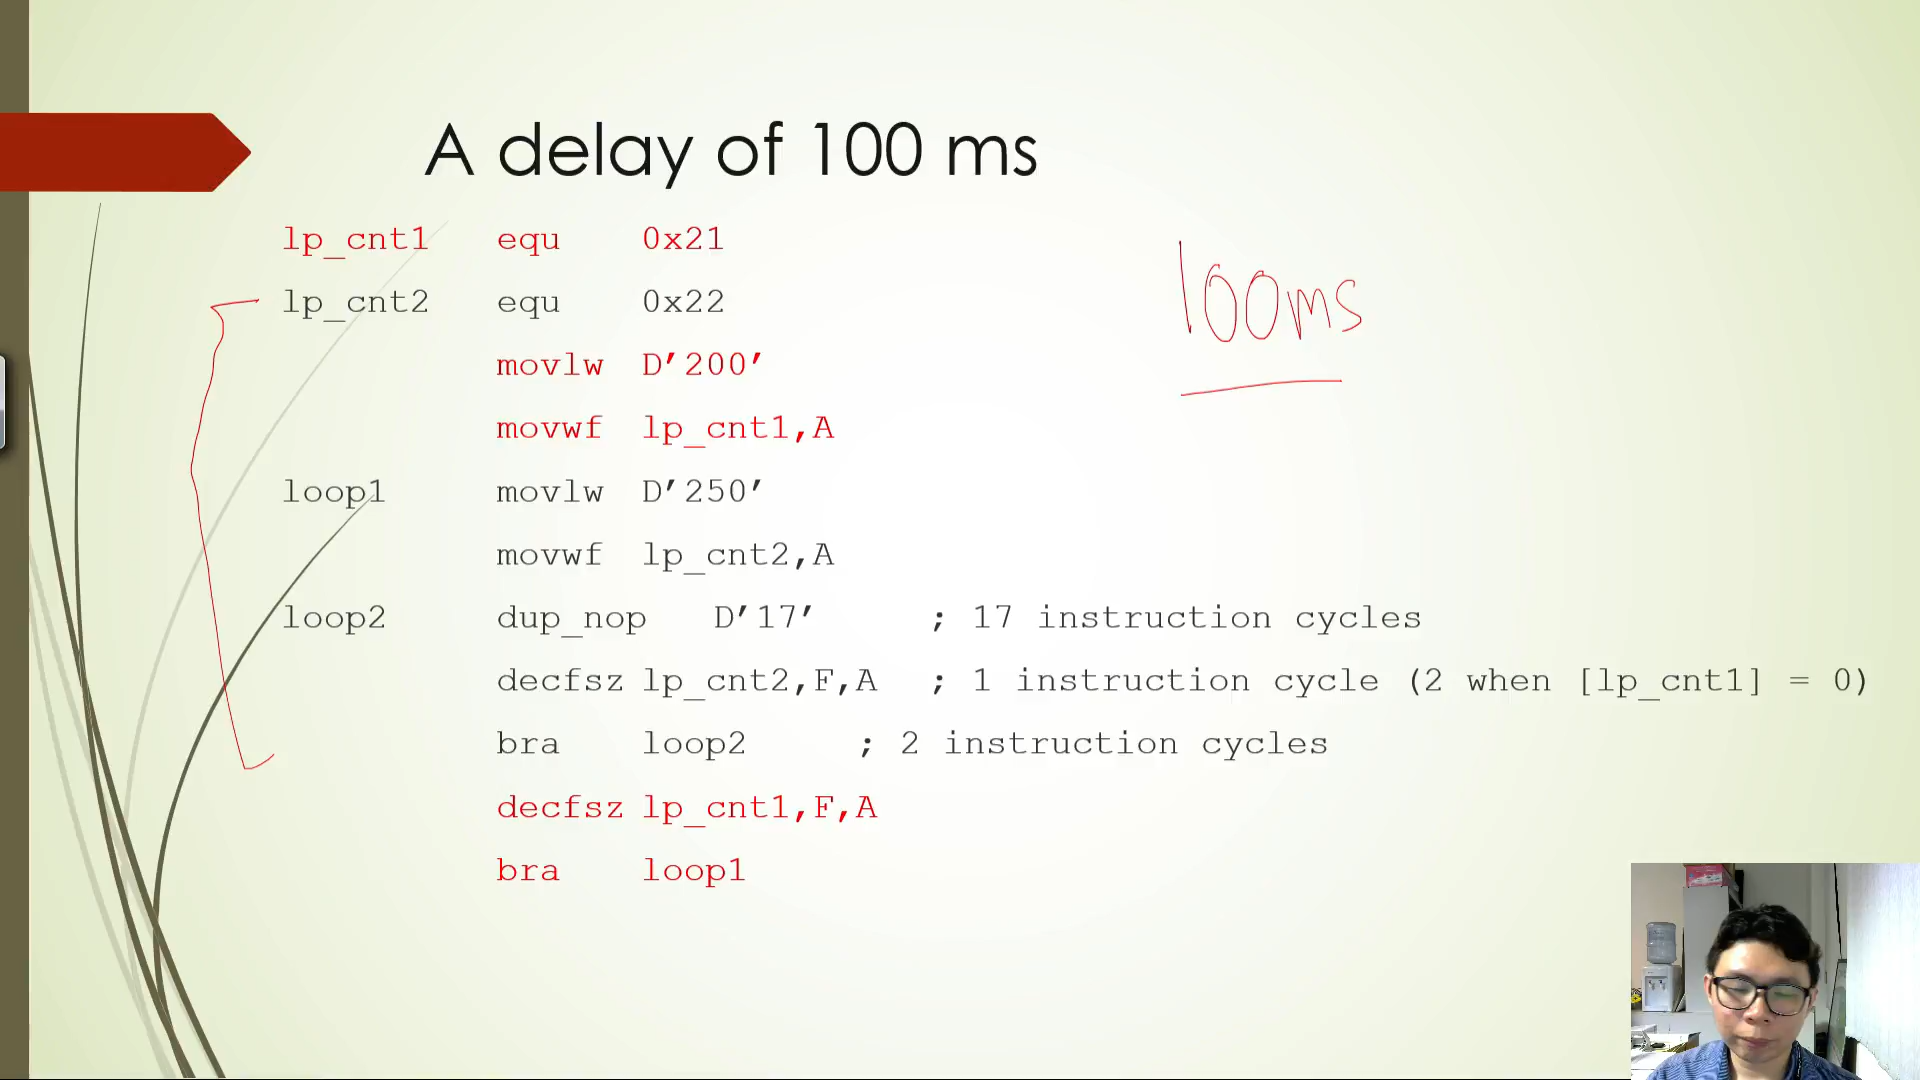 A delay of 100 ms
lp_cnt1 equ 0x21
lp_cnt2 equ 0x22
movlw D’200’
movwf lp_cnt1,A
loop1 movlw D’250’
movwf lp_cnt2,A
loop2 dup_nop D’17’ ; 17 instruction cycles
decfsz lp_cnt2,F,A ; 1 instruction cycle (2 when [lp_cnt1] = 0)
bra loop2 ; 2 instruction cycles
decfsz lp_cnt1,F,A
bra loop1
100ms